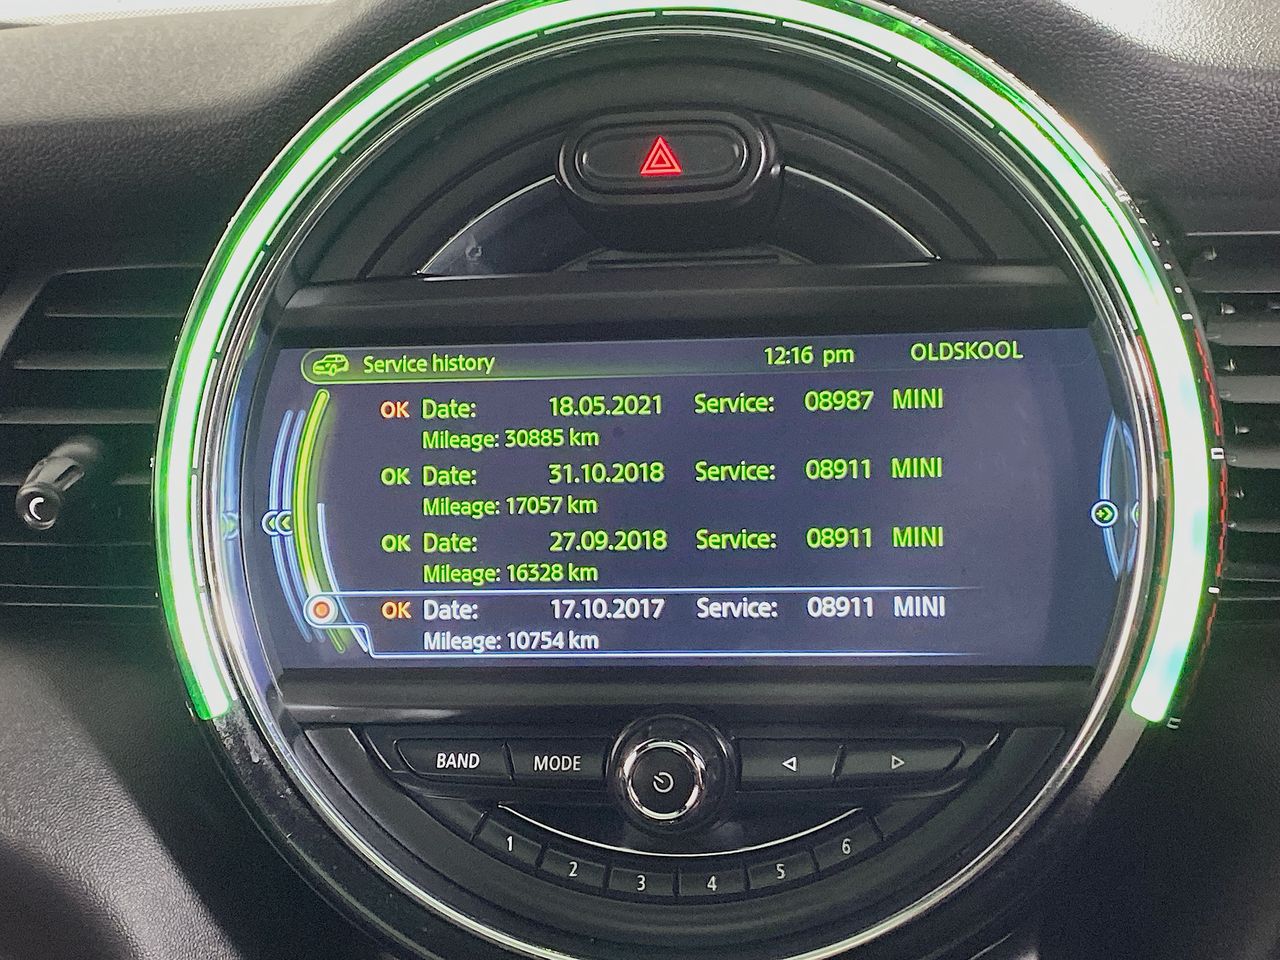 Service history 12:16 pm OLDSKOOL
OK Date: 18.05.2021 Service: 08987 MINI
Mileage: 30885 km
OK Date: 31.10.2018 Service: 08911 MINI
Mileage: 17057 km
OK Date: 27.09.2018 Service: 08911 MINI
Mileage: 16328 km
OK Date: 17.10.2017 Service: 08911 MINI
Mileage: 10754 km
BAND MODE
1 2 3 4 5 6